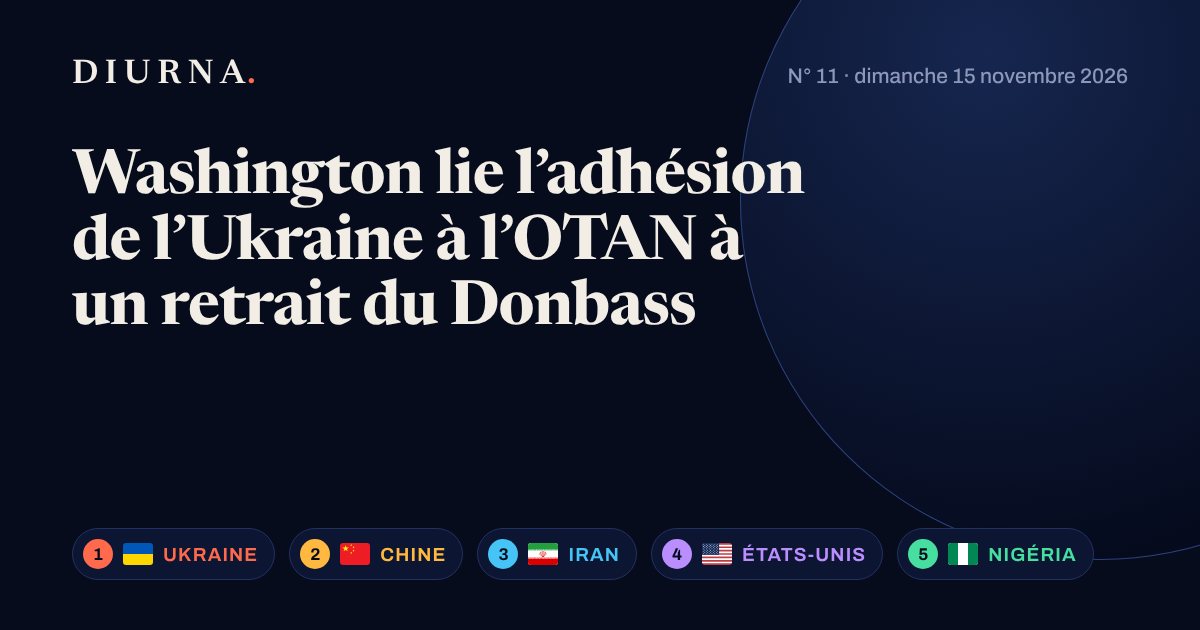 DIURNA.
N° 11 · dimanche 15 novembre 2026
Washington lie l’adhésion
de l’Ukraine à l’OTAN à
un retrait du Donbass
1 UKRAINE
2 CHINE
3 IRAN
4 ÉTATS-UNIS
5 NIGÉRIA